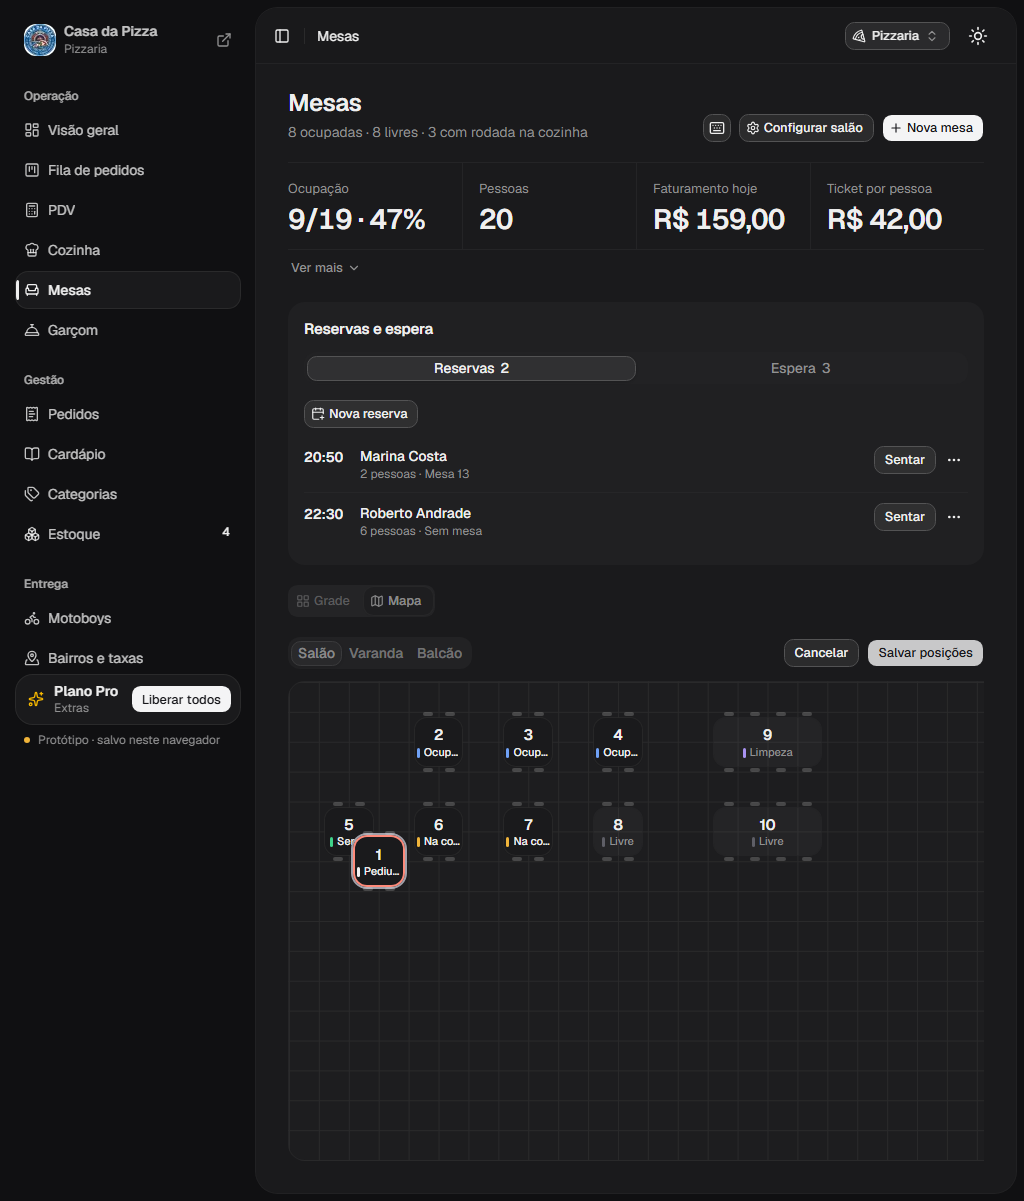 Casa da Pizza
Pizzaria
Operação
Visão geral
Fila de pedidos
PDV
Cozinha
Mesas
Garçom
Gestão
Pedidos
Cardápio
Categorias
Estoque 4
Entrega
Motoboys
Bairros e taxas
Plano Pro
Extras
Liberar todos
Protótipo · salvo neste navegador
Mesas
Pizzaria
Mesas
8 ocupadas · 8 livres · 3 com rodada na cozinha
Configurar salão
+ Nova mesa
Ocupação
9/19 · 47%
Pessoas
20
Faturamento hoje
R$ 159,00
Ticket por pessoa
R$ 42,00
Ver mais
Reservas e espera
Reservas 2
Espera 3
Nova reserva
20:50 Marina Costa
2 pessoas · Mesa 13
Sentar
22:30 Roberto Andrade
6 pessoas · Sem mesa
Sentar
Grade
Mapa
Salão Varanda Balcão
Cancelar
Salvar posições
2
Ocup...
3
Ocup...
4
Ocup...
9
Limpeza
5
1
Pediu...
6
Na co...
7
Na co...
8
Livre
10
Livre